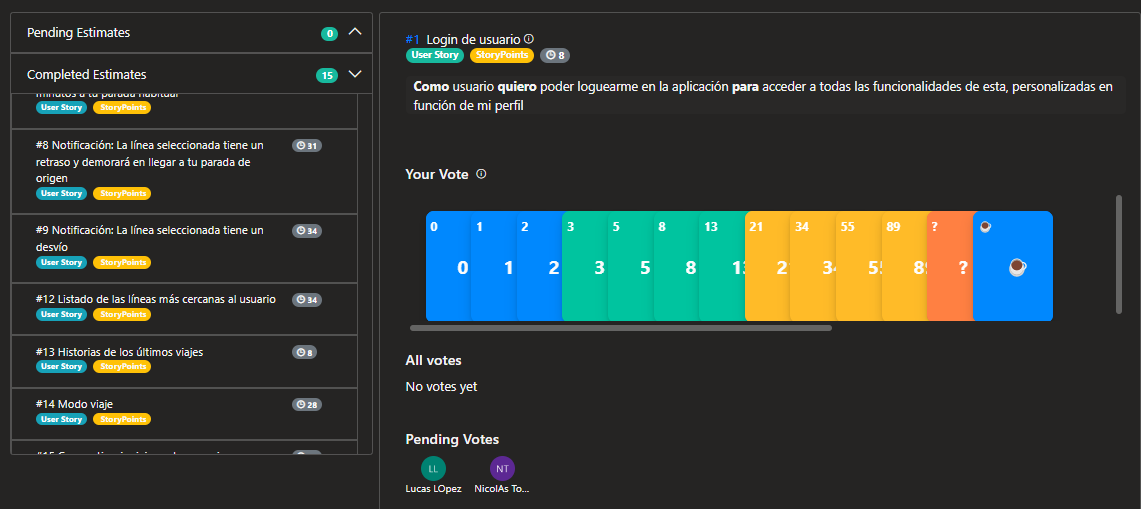 Pending Estimates 0
Completed Estimates 15
minutos a tu parada habitual
User Story StoryPoints
#8 Notificación: La línea seleccionada tiene un 31
retraso y demorará en llegar a tu parada de
origen
User Story StoryPoints
#9 Notificación: La línea seleccionada tiene un 34
desvío
User Story StoryPoints
#12 Listado de las líneas más cercanas al usuario 34
User Story StoryPoints
#13 Historias de los últimos viajes 8
User Story StoryPoints
#14 Modo viaje 28
User Story StoryPoints
#1 Login de usuario
User Story StoryPoints 8
Como usuario quiero poder loguearme en la aplicación para acceder a todas las funcionalidades de esta, personalizadas en
función de mi perfil
Your Vote
0 1 2 3 5 8 13 21 34 55 89 ?
0 1 2 3 5 8 13 21 34 55 89 ?
All votes
No votes yet
Pending Votes
LL NT
Lucas LOpez NicolAs To...